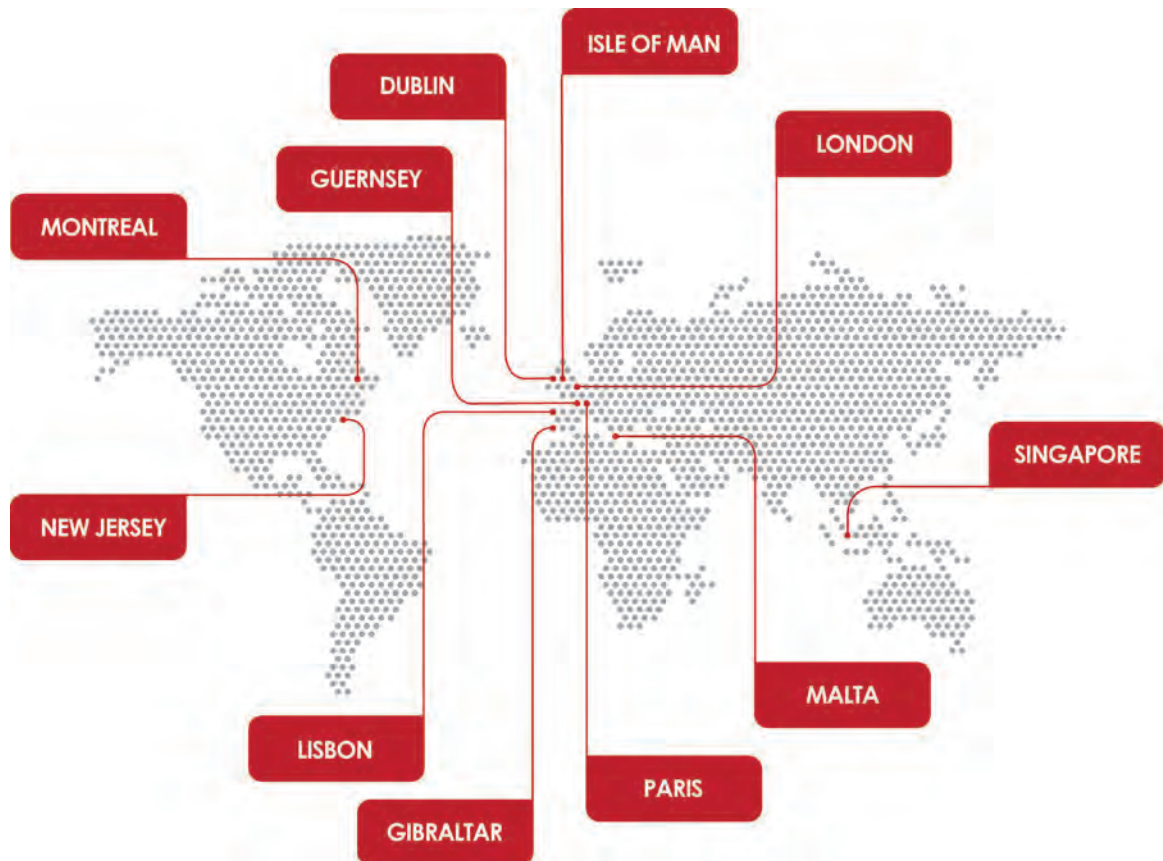 ISLE OF MAN
DUBLIN
LONDON
GUERNSEY
MONTREAL
SINGAPORE
NEW JERSEY
MALTA
LISBON
PARIS
GIBRALTAR